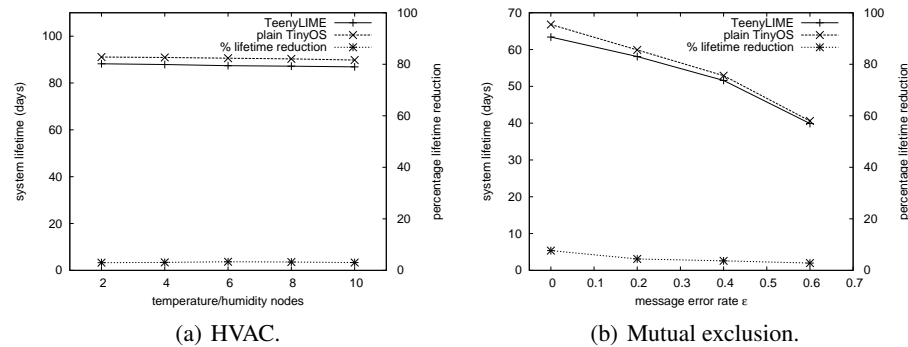 TeenyLIME
plain TinyOS
% lifetime reduction
100
80
60
40
20
0
system lifetime (days)
100
80
60
40
20
0
percentage lifetime reduction
2 4 6 8 10
temperature/humidity nodes
(a) HVAC.
TeenyLIME
plain TinyOS
% lifetime reduction
70
60
50
40
30
20
10
0
system lifetime (days)
100
80
60
40
20
0
percentage lifetime reduction
0 0.1 0.2 0.3 0.4 0.5 0.6 0.7
message error rate ε
(b) Mutual exclusion.